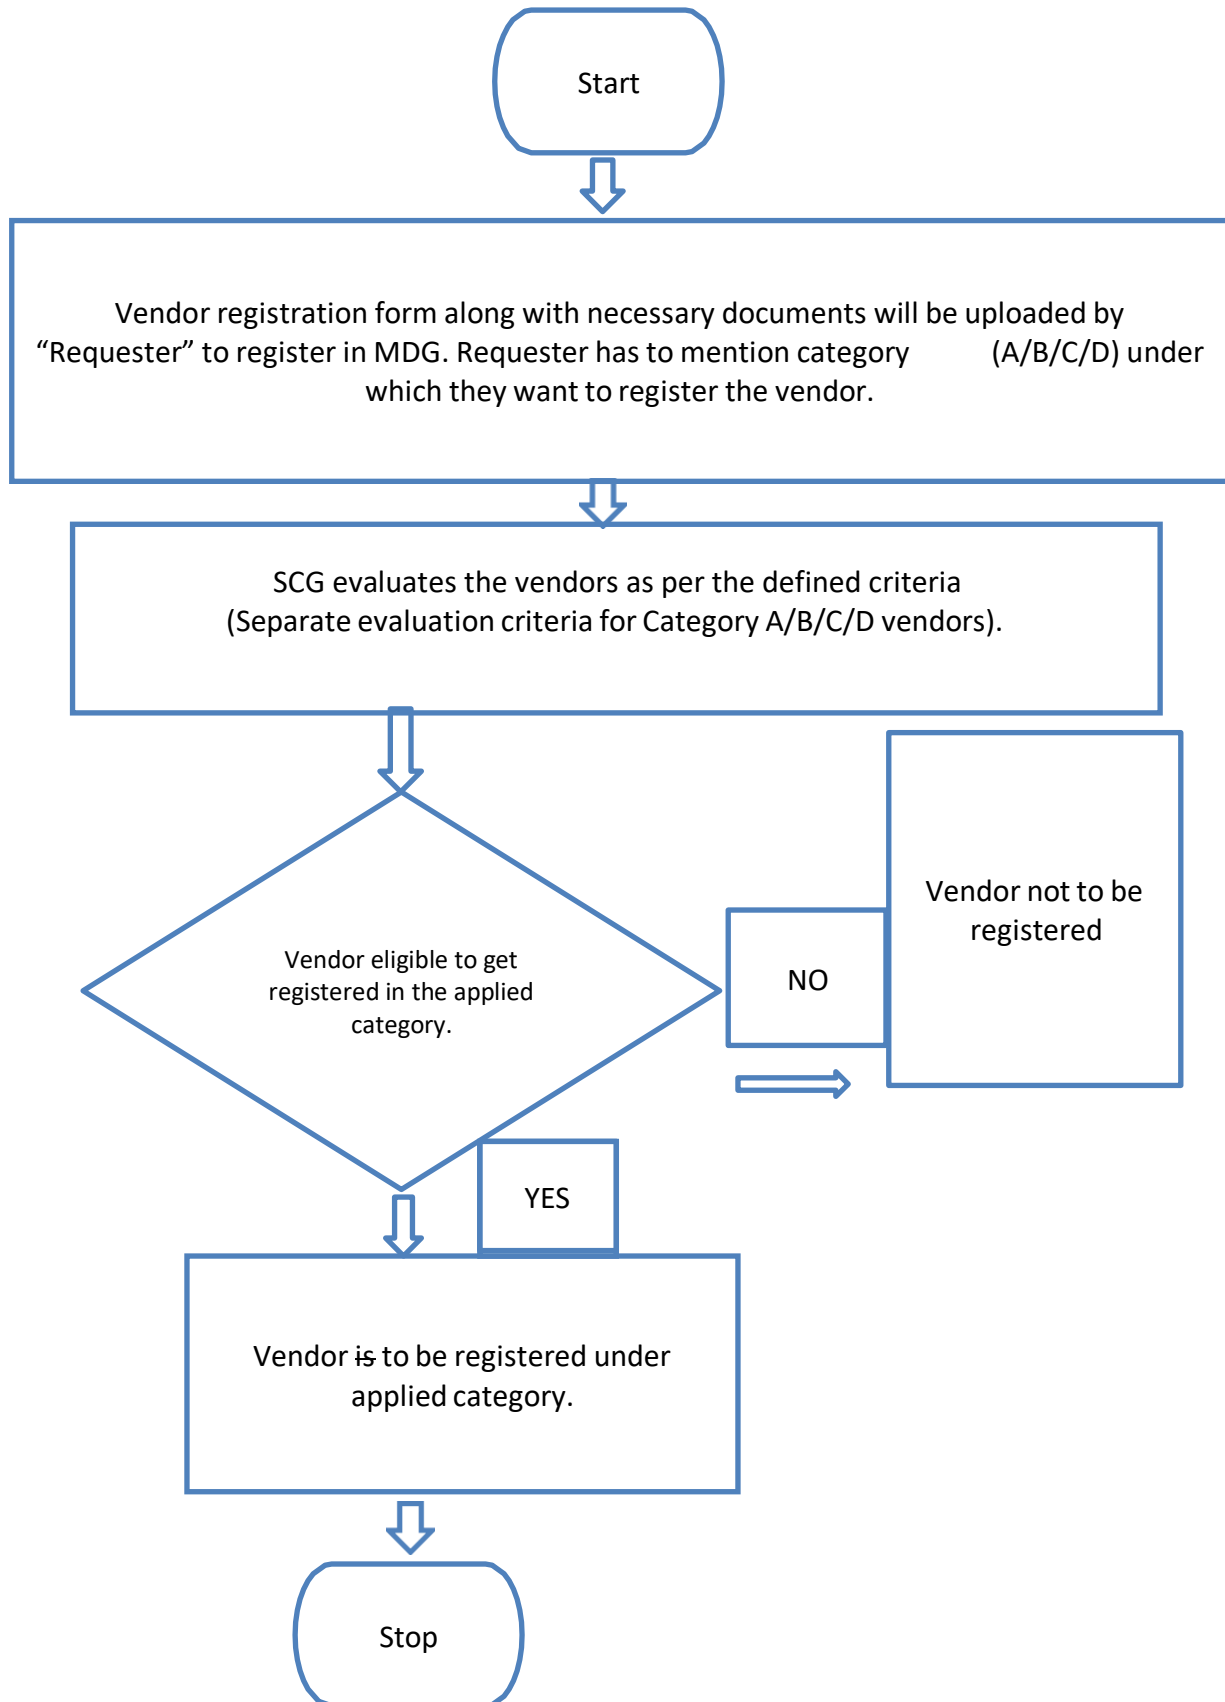 Start
Vendor registration form along with necessary documents will be uploaded by
“Requester” to register in MDG. Requester has to mention category (A/B/C/D) under
which they want to register the vendor.
SCG evaluates the vendors as per the defined criteria
(Separate evaluation criteria for Category A/B/C/D vendors).
Vendor not to be
registered
NO
Vendor eligible to get
registered in the applied
category.
YES
Vendor is to be registered under
applied category.
Stop